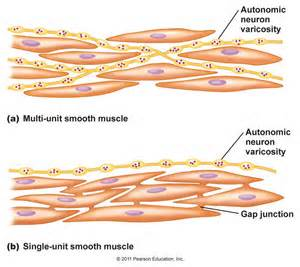 Autonomic
neuron
varicosity
(a) Multi-unit smooth muscle
Autonomic
neuron
varicosity
Gap junction
(b) Single-unit smooth muscle
© 2011 Pearson Education, Inc.